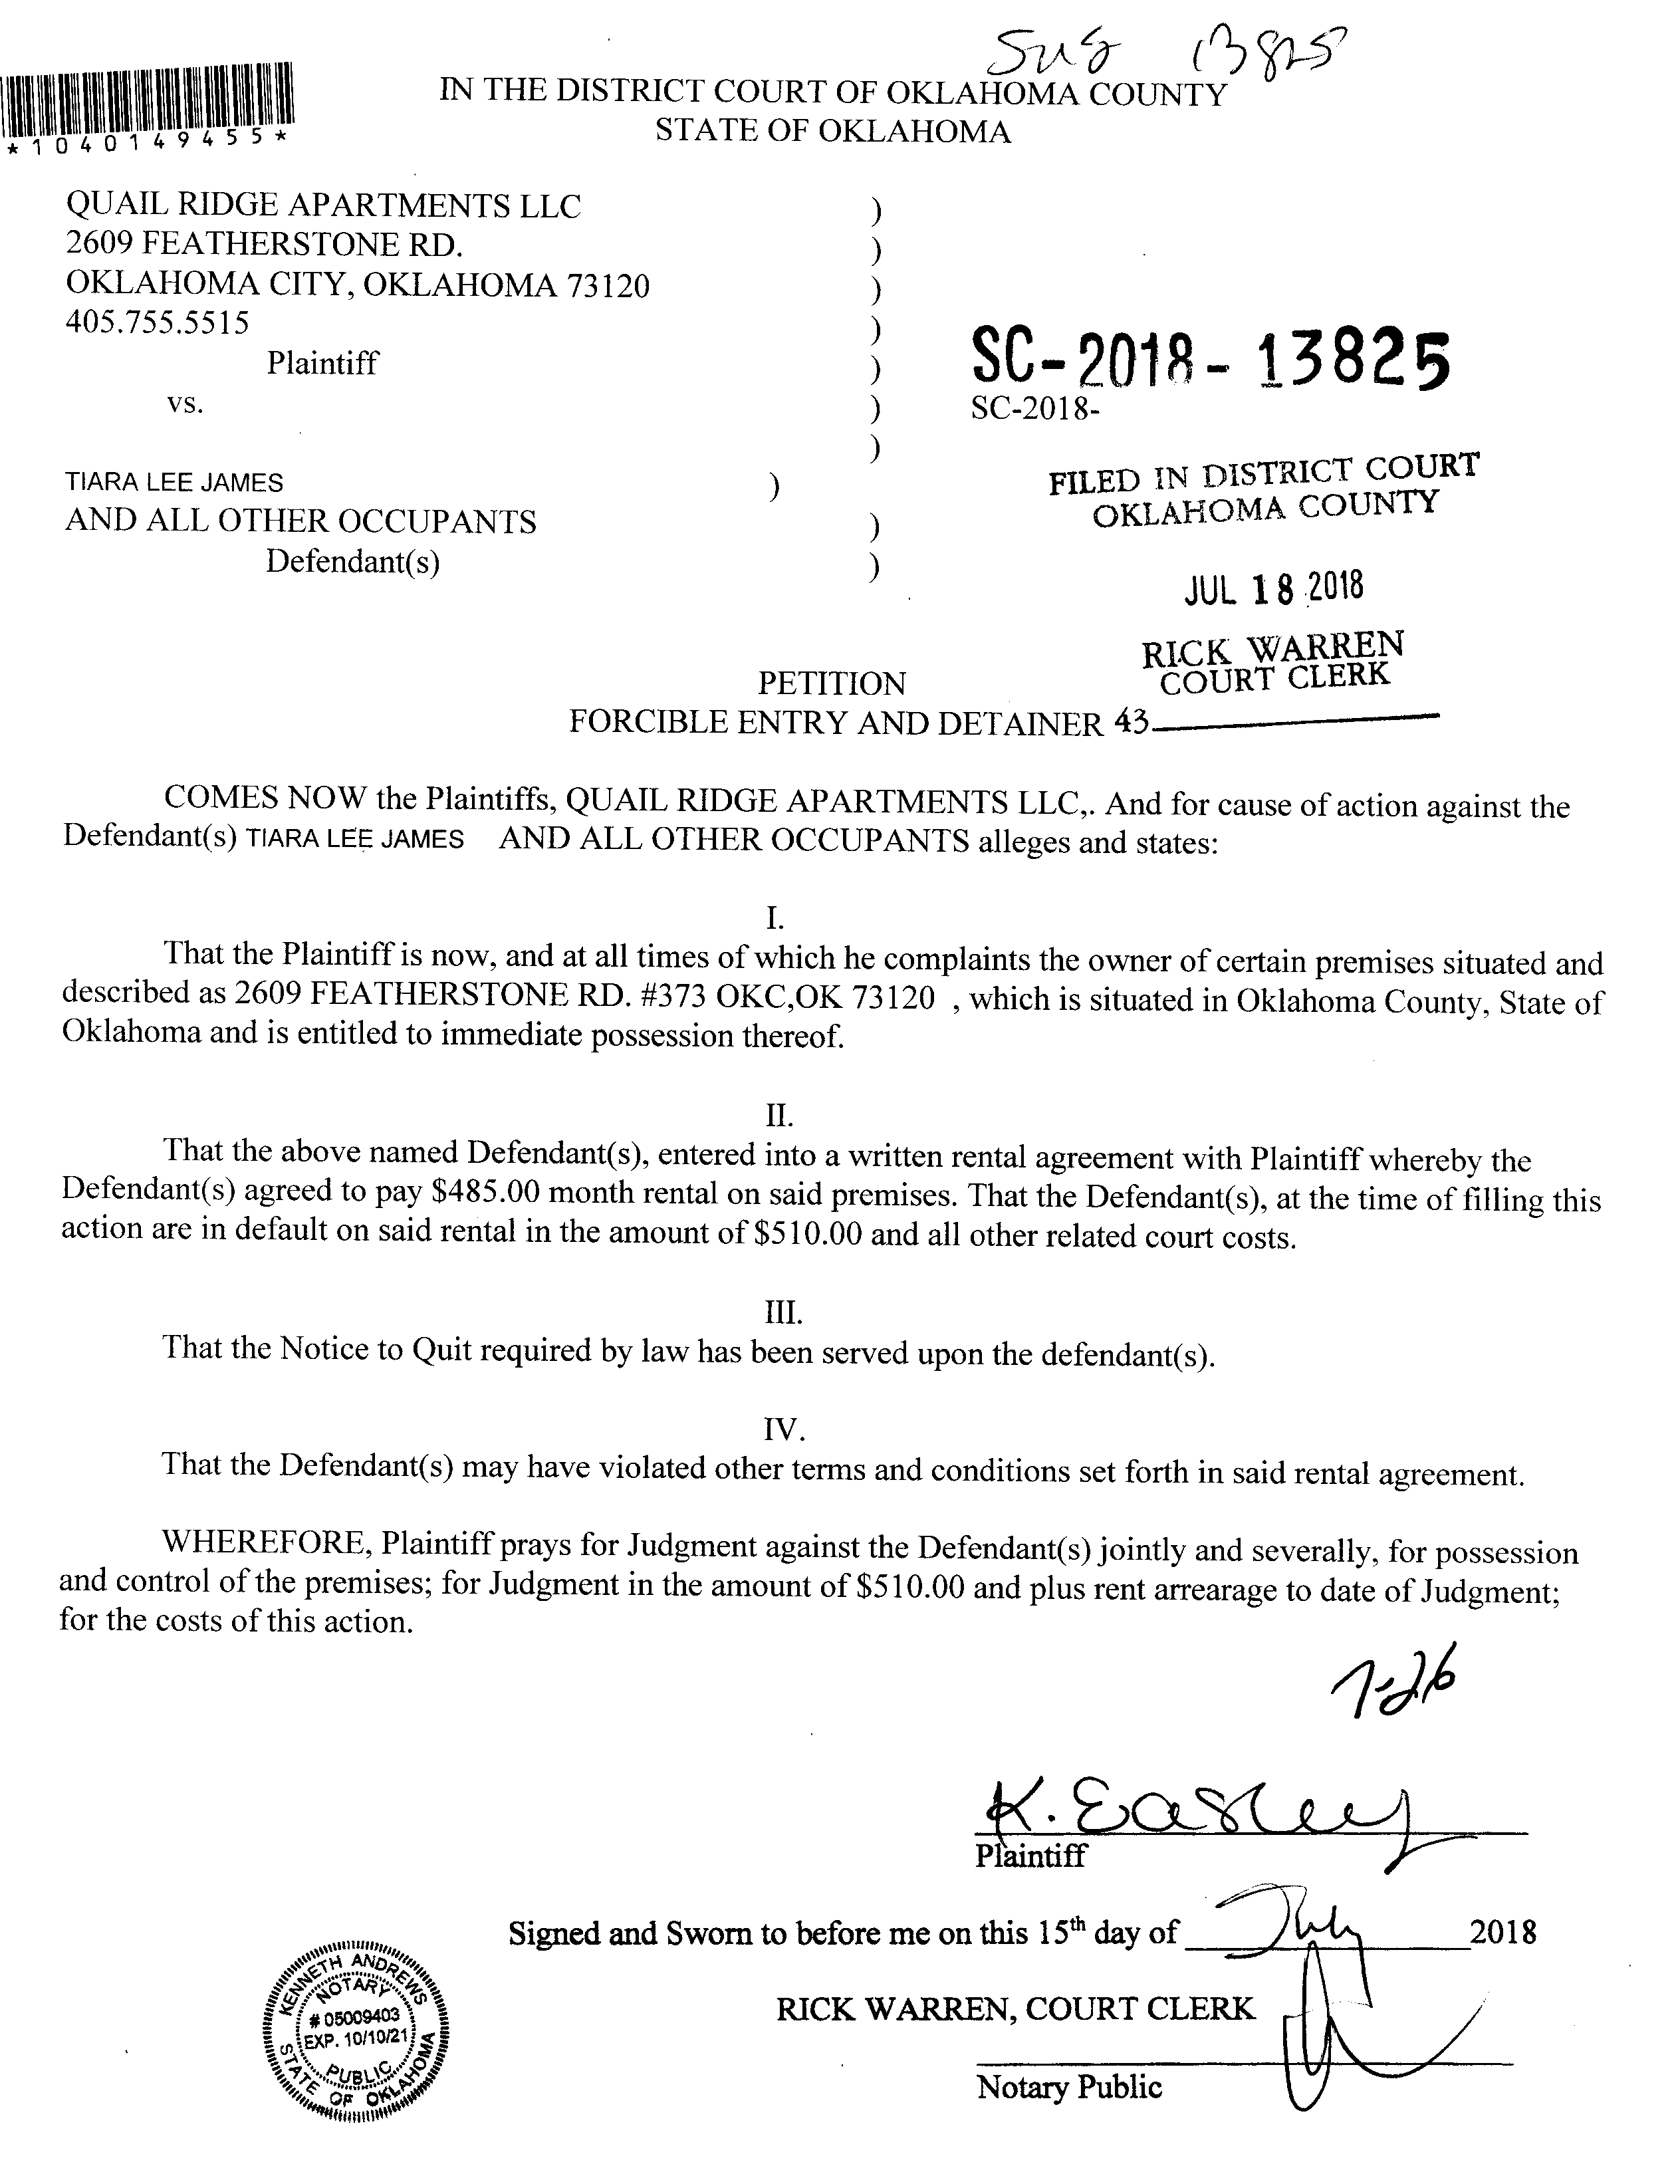 SUS 13825
*1040149455*
IN THE DISTRICT COURT OF OKLAHOMA COUNTY
STATE OF OKLAHOMA
QUAIL RIDGE APARTMENTS LLC )
2609 FEATHERSTONE RD. )
OKLAHOMA CITY, OKLAHOMA 73120 )
405.755.5515 )
Plaintiff )
SC-2018- 13825
vs. )
SC-2018-
)
TIARA LEE JAMES )
AND ALL OTHER OCCUPANTS )
Defendant(s) )
FILED IN DISTRICT COURT
OKLAHOMA COUNTY
JUL 18 2018
RICK WARREN
COURT CLERK
PETITION
FORCIBLE ENTRY AND DETAINER 43
COMES NOW the Plaintiffs, QUAIL RIDGE APARTMENTS LLC,. And for cause of action against the
Defendant(s) TIARA LEE JAMES AND ALL OTHER OCCUPANTS alleges and states:
I.
That the Plaintiff is now, and at all times of which he complaints the owner of certain premises situated and
described as 2609 FEATHERSTONE RD. #373 OKC,OK 73120 , which is situated in Oklahoma County, State of
Oklahoma and is entitled to immediate possession thereof.
II.
That the above named Defendant(s), entered into a written rental agreement with Plaintiff whereby the
Defendant(s) agreed to pay $485.00 month rental on said premises. That the Defendant(s), at the time of filling this
action are in default on said rental in the amount of $510.00 and all other related court costs.
III.
That the Notice to Quit required by law has been served upon the defendant(s).
IV.
That the Defendant(s) may have violated other terms and conditions set forth in said rental agreement.
WHEREFORE, Plaintiff prays for Judgment against the Defendant(s) jointly and severally, for possession
and control of the premises; for Judgment in the amount of $510.00 and plus rent arrearage to date of Judgment;
for the costs of this action.
7-26
K. Easley
Plaintiff
Signed and Sworn to before me on this 15th day of July 2018
RICK WARREN, COURT CLERK
Notary Public
KENNETH ANDREWS
NOTARY
# 05009403
EXP. 10/10/21
PUBLIC
STATE OF OKLAHOMA